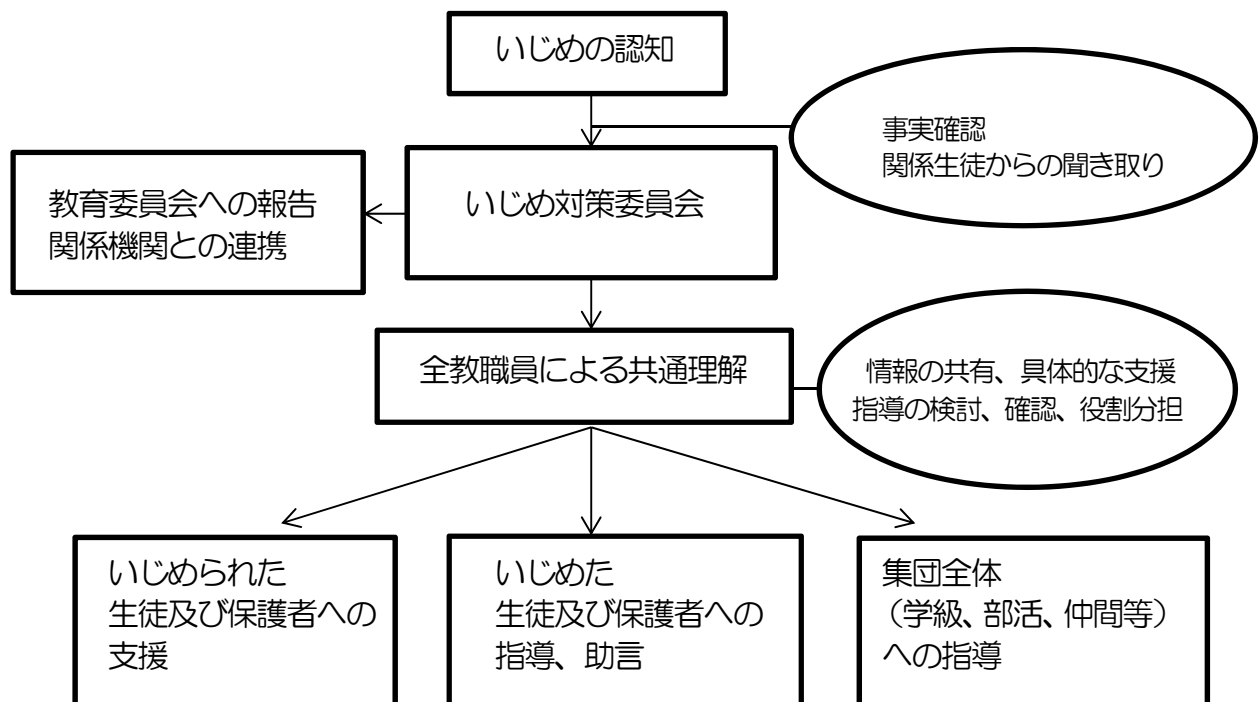 いじめの認知
事実確認
関係生徒からの聞き取り
教育委員会への報告
関係機関との連携
いじめ対策委員会
全教職員による共通理解
情報の共有、具体的な支援
指導の検討、確認、役割分担
いじめられた
生徒及び保護者への
支援
いじめた
生徒及び保護者への
指導、助言
集団全体
（学級、部活、仲間等）
への指導